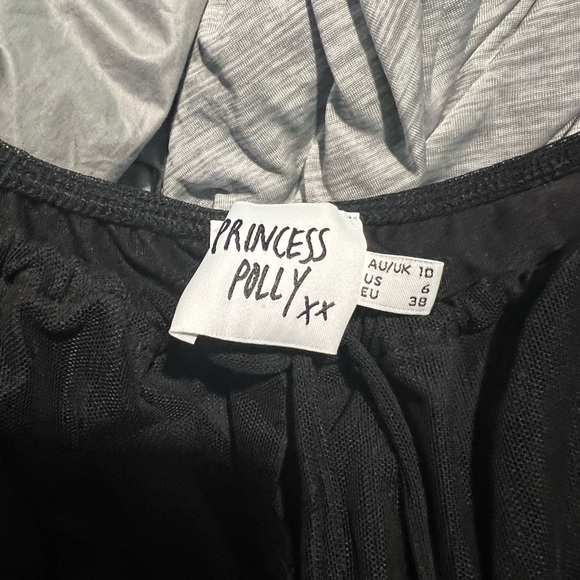 PRINCESS
POLLY
xx
AU/UK 10
US 6
EU 38